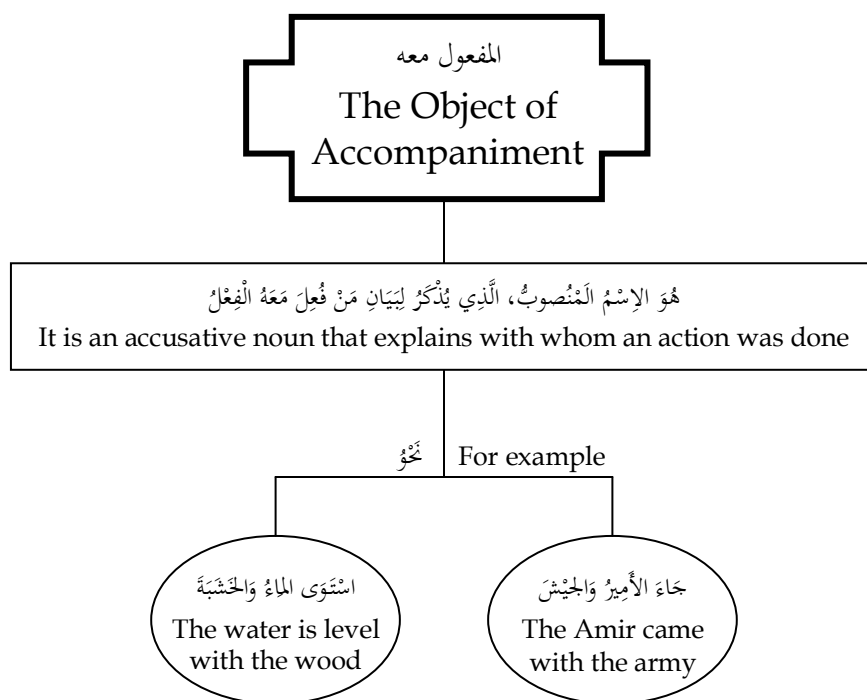 المفعول معه
The Object of
Accompaniment
هُوَ الاِسْمُ الَمْنُصوبُّ، الَّذِي يُذْكَرُ لِبَيَانِ مَنْ فُعِلَ مَعَهُ الْفِعْلُ
It is an accusative noun that explains with whom an action was done
نَحْوُ
For example
اسْتَوَى الماءُ وَالخَشَبَةَ
The water is level
with the wood
جَاءَ الأَمِيرُ وَالجَيْشَ
The Amir came
with the army